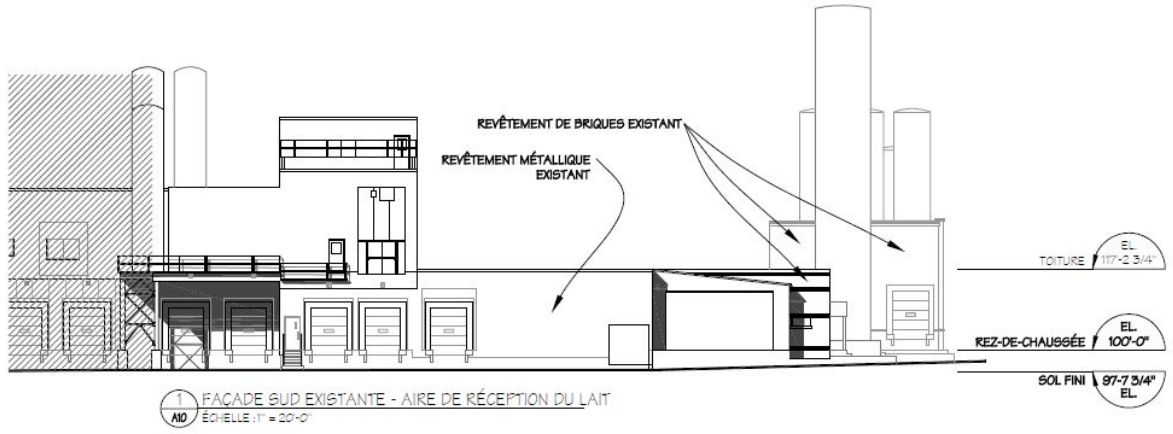 REVÊTEMENT DE BRIQUES EXISTANT
REVÊTEMENT MÉTALLIQUE
EXISTANT
EL.
TOITURE 117'-2 3/4"
EL.
REZ-DE-CHAUSSÉE 100'-0"
SOL FINI 97-7 3/4"
EL.
1 FAÇADE SUD EXISTANTE - AIRE DE RÉCEPTION DU LAIT
A10 ÉCHELLE : 1" = 20'-0"